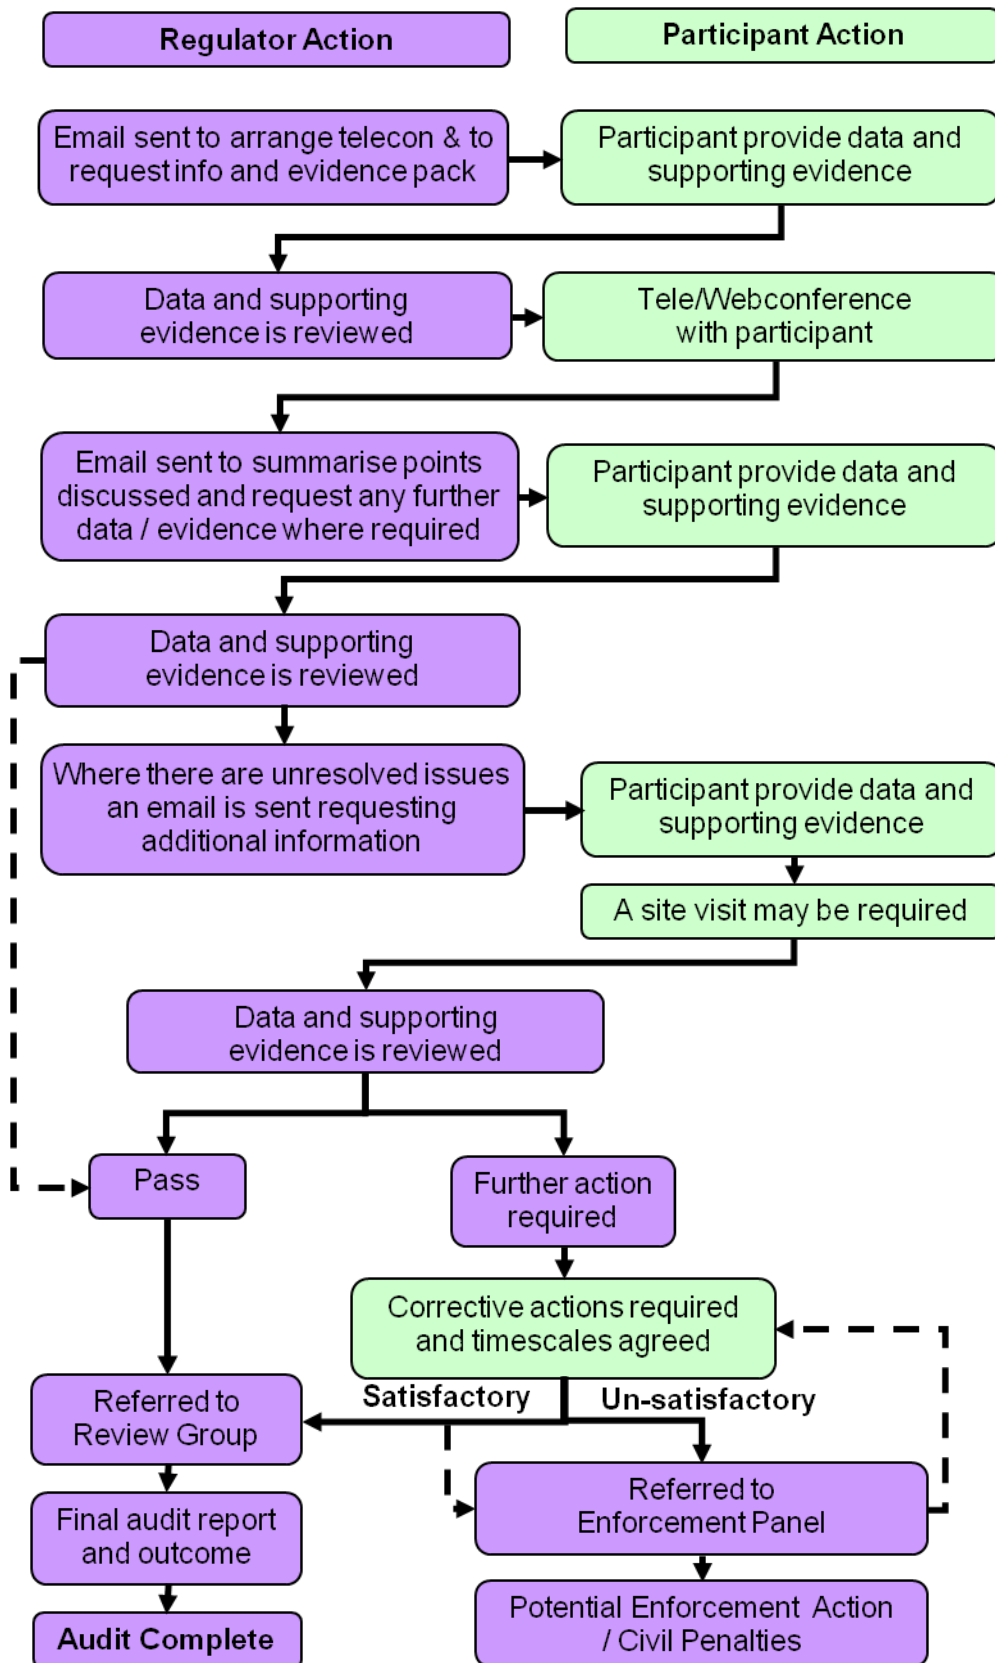 Regulator Action
Participant Action
Email sent to arrange telecon & to
request info and evidence pack
Participant provide data and
supporting evidence
Data and supporting
evidence is reviewed
Tele/Webconference
with participant
Email sent to summarise points
discussed and request any further
data / evidence where required
Participant provide data and
supporting evidence
Data and supporting
evidence is reviewed
Where there are unresolved issues
an email is sent requesting
additional information
Participant provide data and
supporting evidence
A site visit may be required
Data and supporting
evidence is reviewed
Pass
Further action
required
Corrective actions required
and timescales agreed
Satisfactory
Un-satisfactory
Referred to
Review Group
Referred to
Enforcement Panel
Final audit report
and outcome
Potential Enforcement Action
/ Civil Penalties
Audit Complete